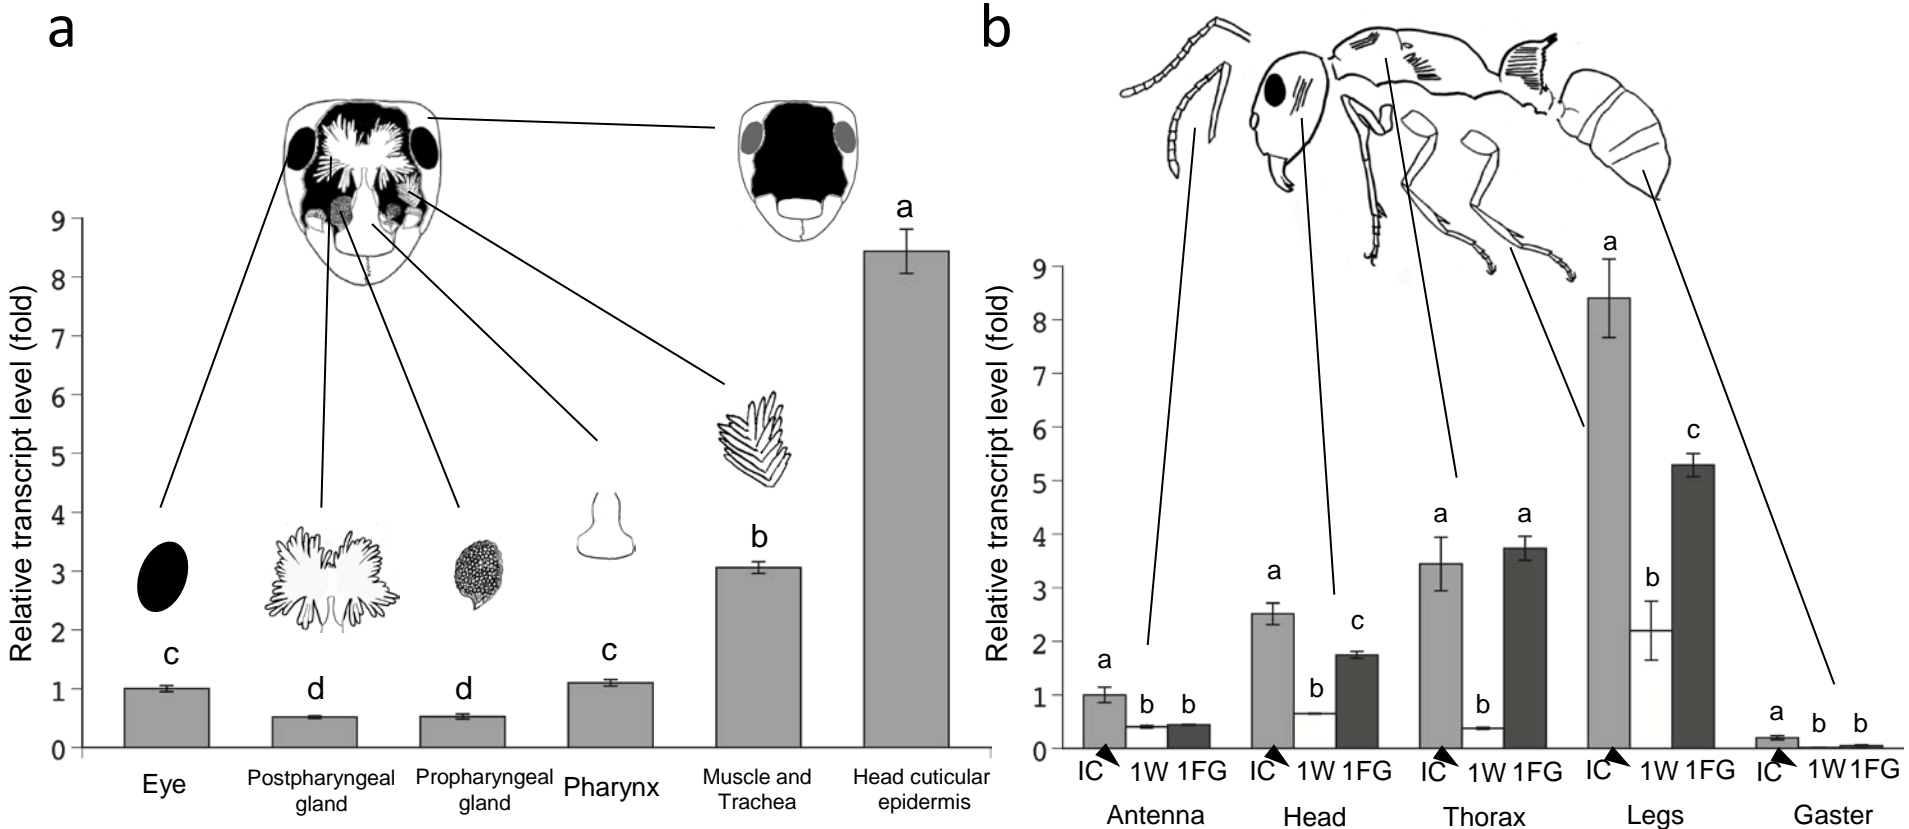 a
Relative transcript level (fold)
9
8
7
6
5
4
3
2
1
0
c
d
d
c
b
a
Eye
Postpharyngeal
gland
Propharyngeal
gland
Pharynx
Muscle and
Trachea
Head cuticular
epidermis
b
Relative transcript level (fold)
9
8
7
6
5
4
3
2
1
0
a b b
a b c
a b a
a b c
a b b
IC 1W 1FG
IC 1W 1FG
IC 1W 1FG
IC 1W 1FG
IC 1W 1FG
Antenna
Head
Thorax
Legs
Gaster